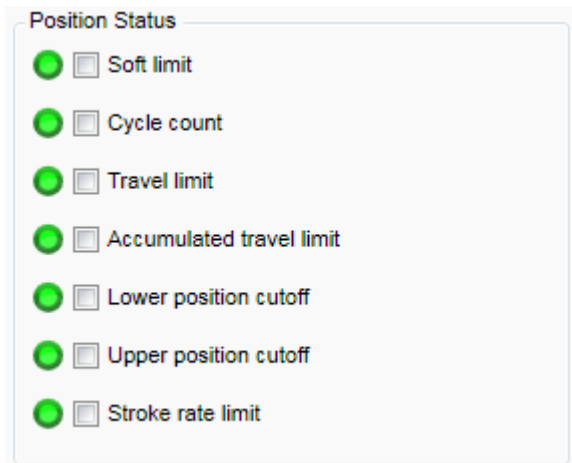 Position Status
Soft limit
Cycle count
Travel limit
Accumulated travel limit
Lower position cutoff
Upper position cutoff
Stroke rate limit